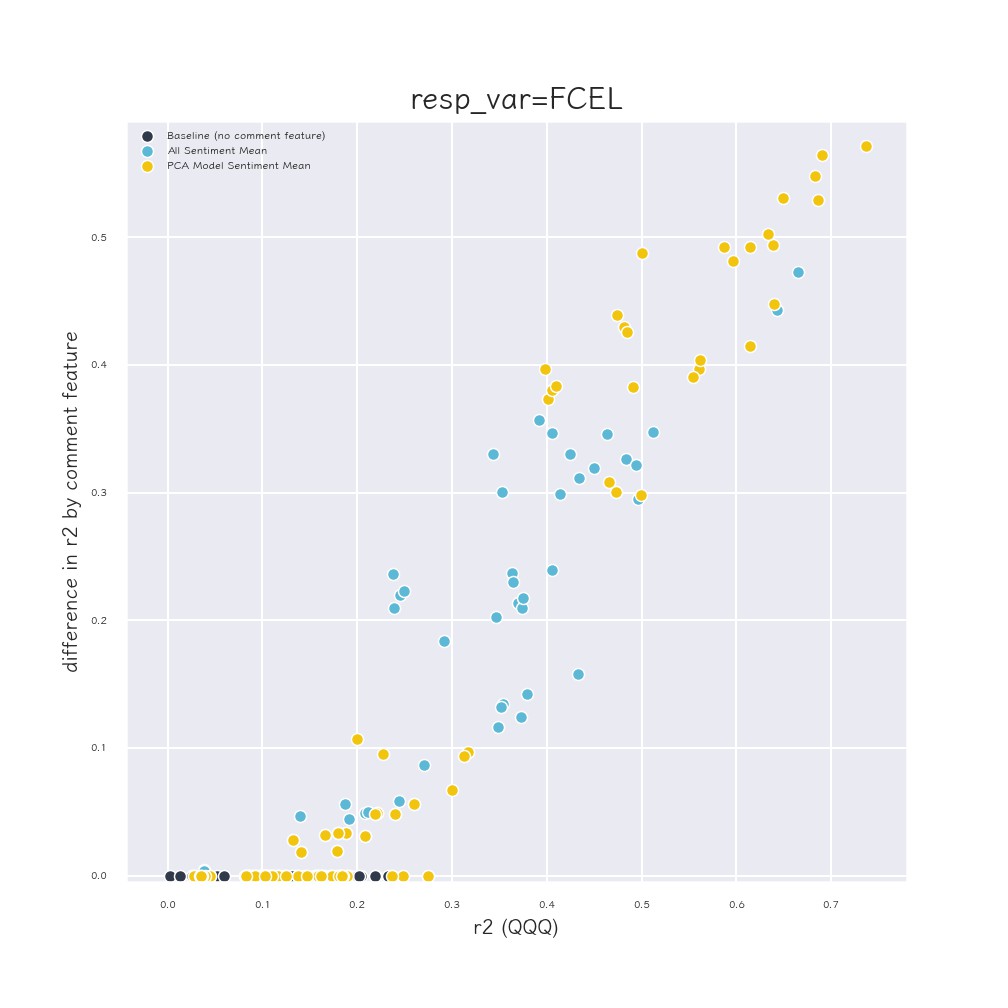 resp_var=FCEL
Baseline (no comment feature)
All Sentiment Mean
PCA Model Sentiment Mean
difference in r2 by comment feature
0.5
0.4
0.3
0.2
0.1
0.0
0.0 0.1 0.2 0.3 0.4 0.5 0.6 0.7
r2 (QQQ)